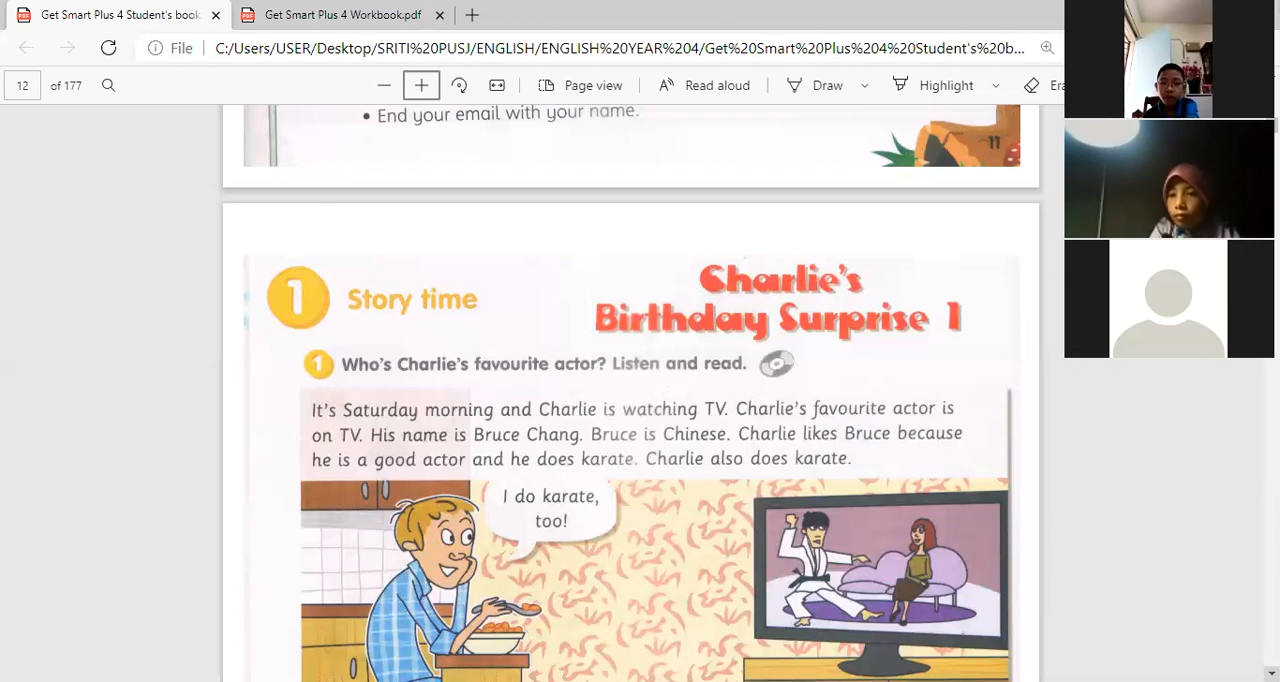 Get Smart Plus 4 Student's book
Get Smart Plus 4 Workbook.pdf
File
C:/Users/USER/Desktop/SRITI%20PUSJ/ENGLISH/ENGLISH%20YEAR%204/Get%20Smart%20Plus%204%20Student's%20b...
12 of 177
Page view
Read aloud
Draw
Highlight
Era
• End your email with your name.
11
1 Story time
Charlie's
Birthday Surprise 1
1 Who's Charlie's favourite actor? Listen and read.
It's Saturday morning and Charlie is watching TV. Charlie's favourite actor is
on TV. His name is Bruce Chang. Bruce is Chinese. Charlie likes Bruce because
he is a good actor and he does karate. Charlie also does karate.
I do karate,
too!